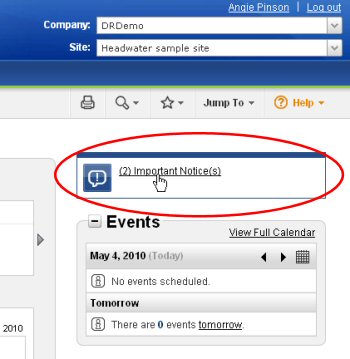 Angie Pinson | Log out
Company: DRDemo
Site: Headwater sample site
Jump To Help
(2) Important Notice(s)
Events
View Full Calendar
May 4, 2010 (Today)
No events scheduled.
Tomorrow
There are 0 events tomorrow.
2010